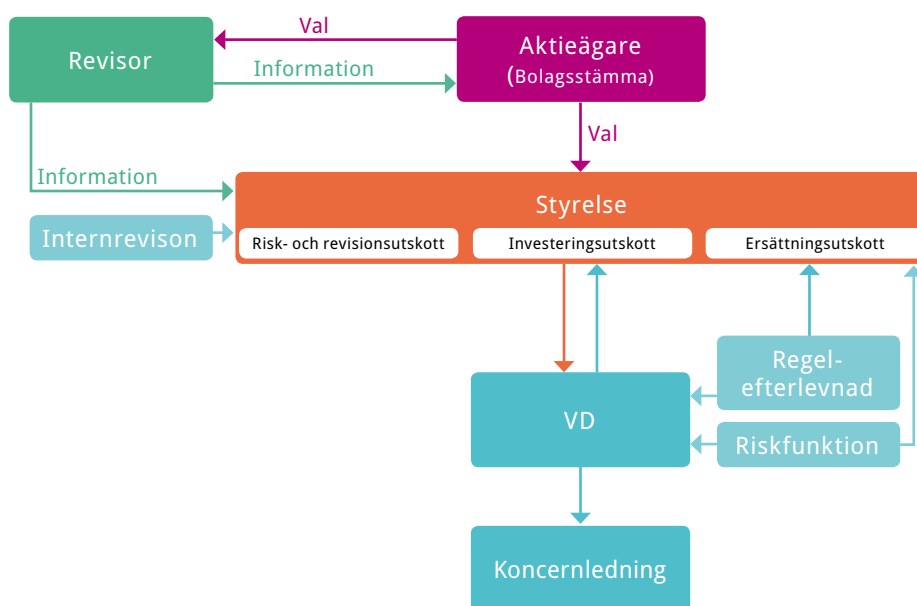 Val
Revisor
Aktieägare
(Bolagsstämma)
Information
Val
Information
Styrelse
Internrevison
Risk- och revisionsutskott
Investeringsutskott
Ersättningsutskott
Regel-
efterlevnad
VD
Riskfunktion
Koncernledning